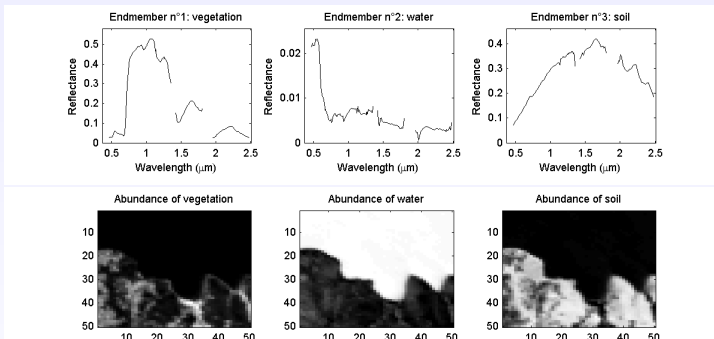 Endmember n°1: vegetation
0.5
0.4
0.3
0.2
0.1
0
0.5 1 1.5 2 2.5
Reflectance
Wavelength (μm)
Endmember n°2: water
0.02
0.01
0
0.5 1 1.5 2 2.5
Reflectance
Wavelength (μm)
Endmember n°3: soil
0.4
0.3
0.2
0.1
0
0.5 1 1.5 2 2.5
Reflectance
Wavelength (μm)
Abundance of vegetation
10
20
30
40
50
10 20 30 40 50
Abundance of water
10
20
30
40
50
10 20 30 40 50
Abundance of soil
10
20
30
40
50
10 20 30 40 50